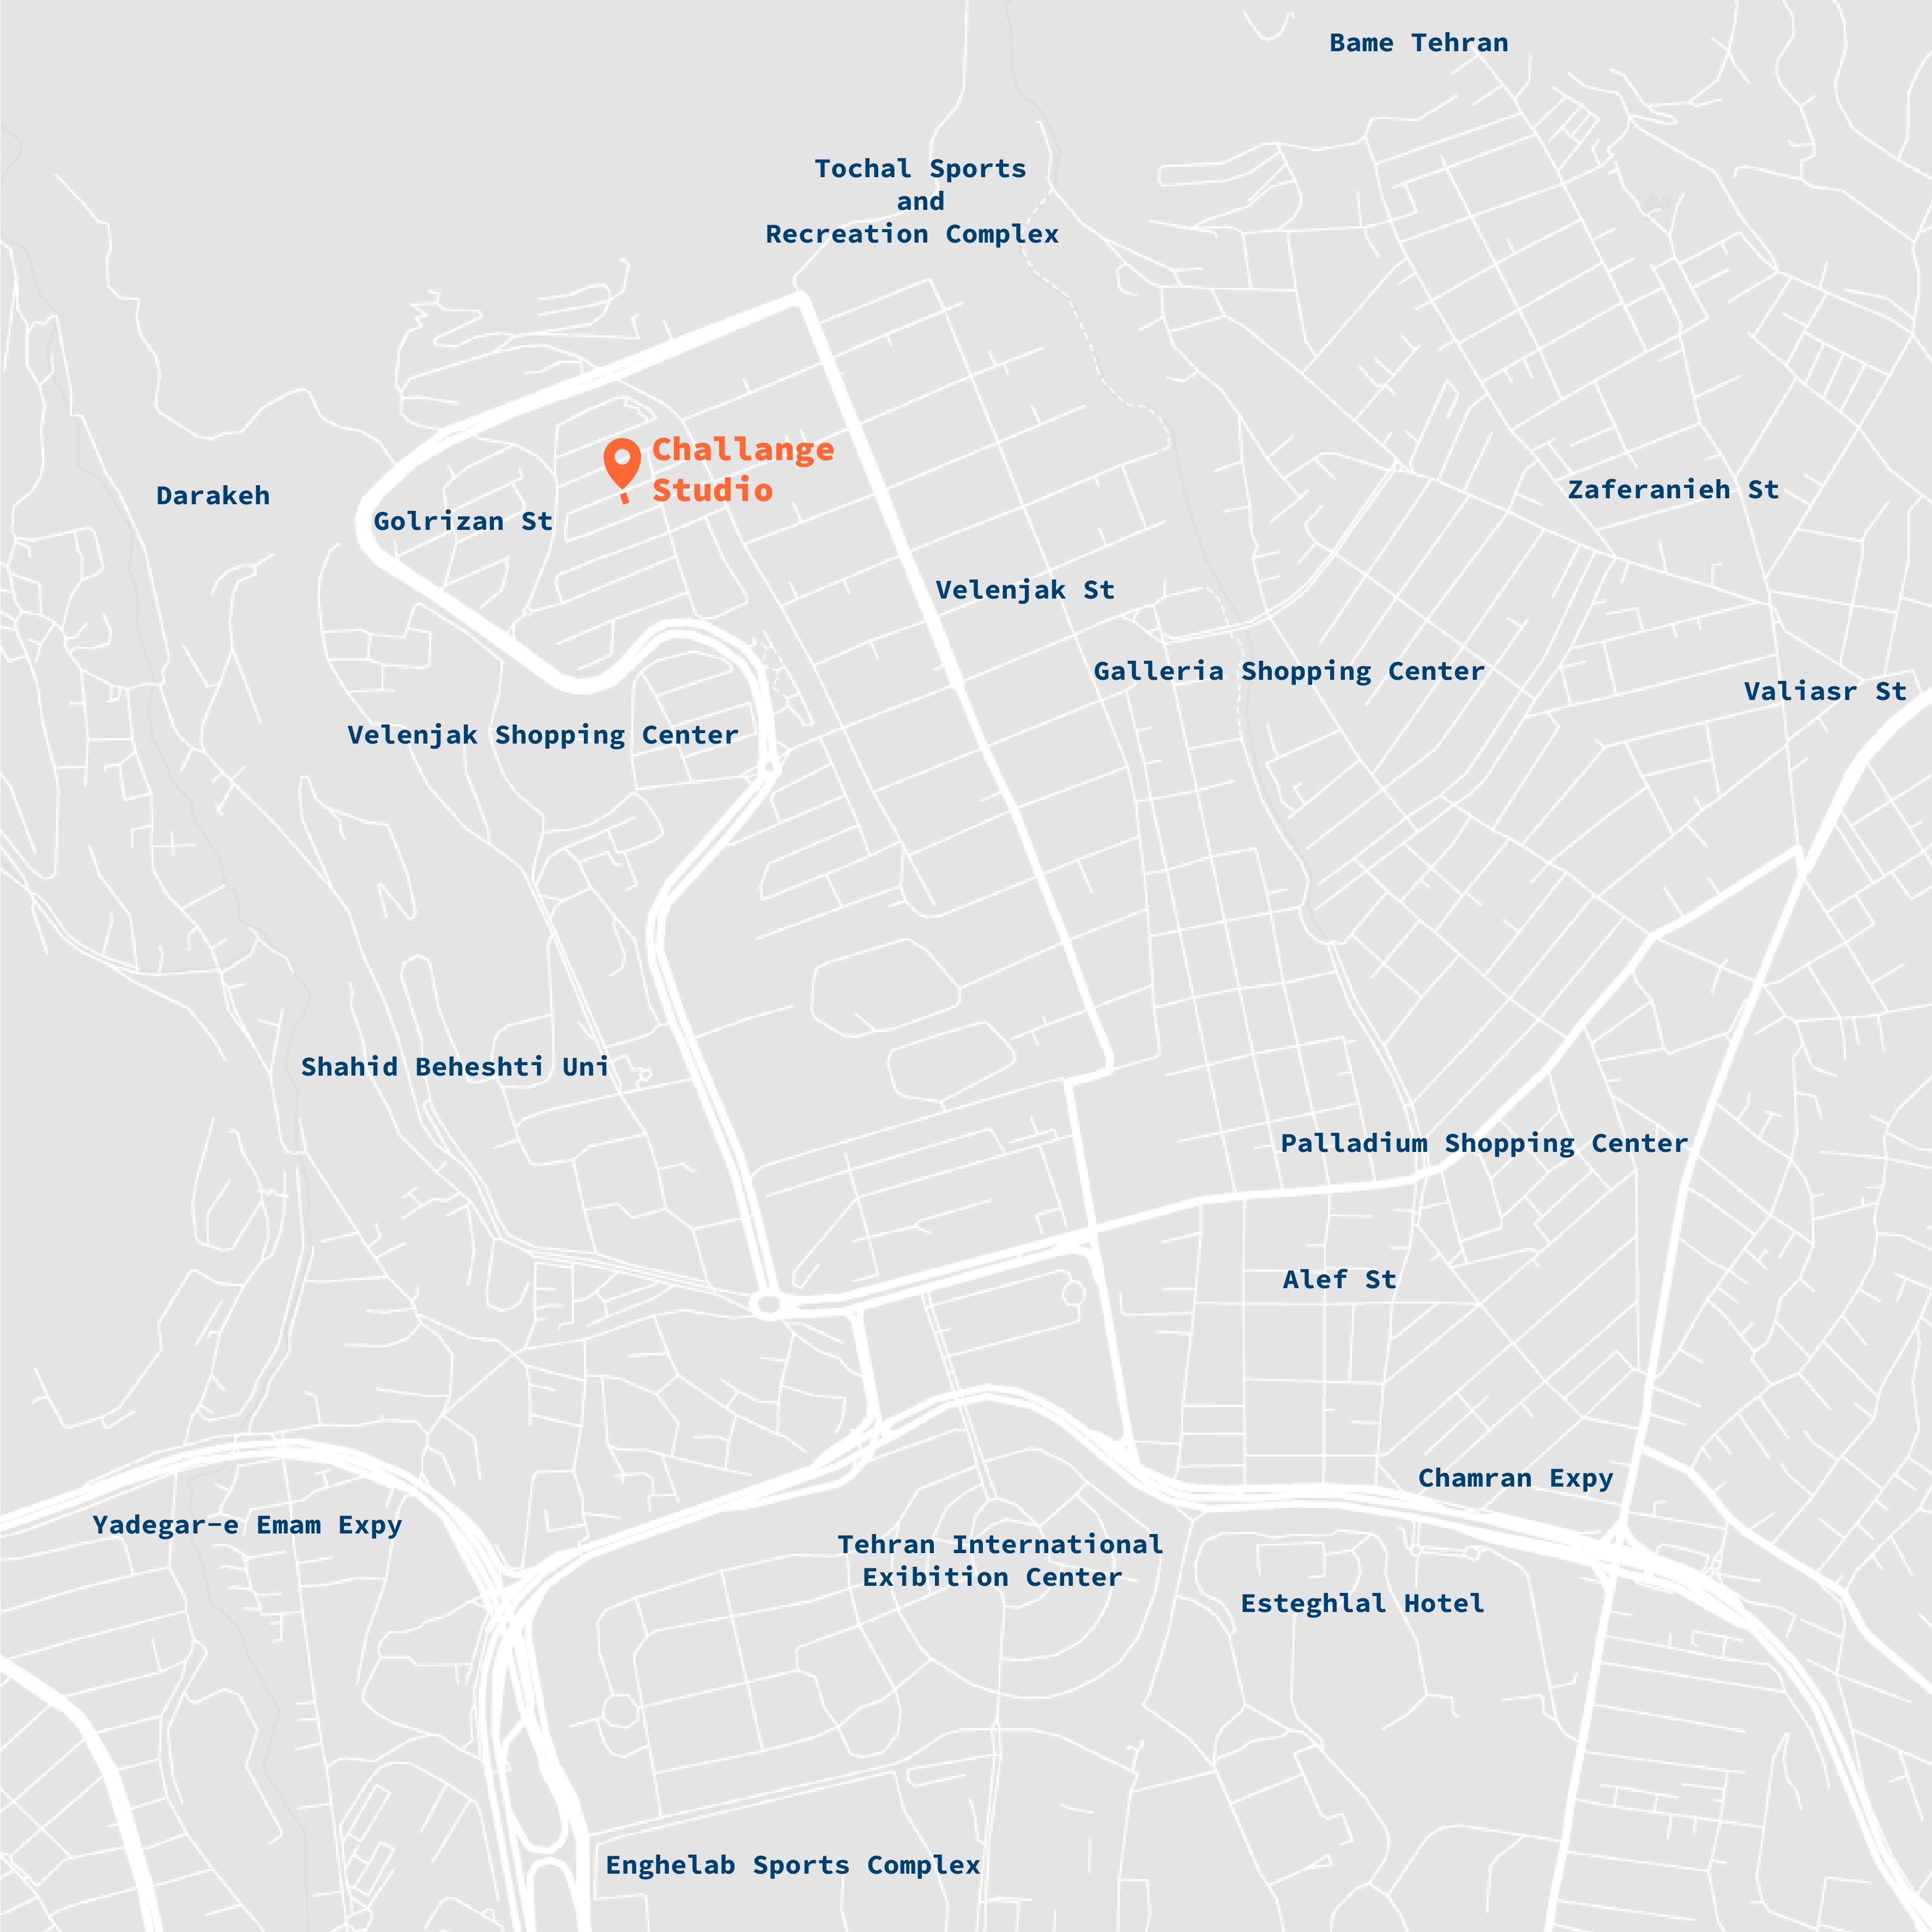 Bame Tehran
Tochal Sports
and
Recreation Complex
Challange
Studio
Darakeh
Golrizan St
Zaferanieh St
Velenjak St
Galleria Shopping Center
Valiasr St
Velenjak Shopping Center
Shahid Beheshti Uni
Palladium Shopping Center
Alef St
Chamran Expy
Yadegar-e Emam Expy
Tehran International
Exibition Center
Esteghlal Hotel
Enghelab Sports Complex